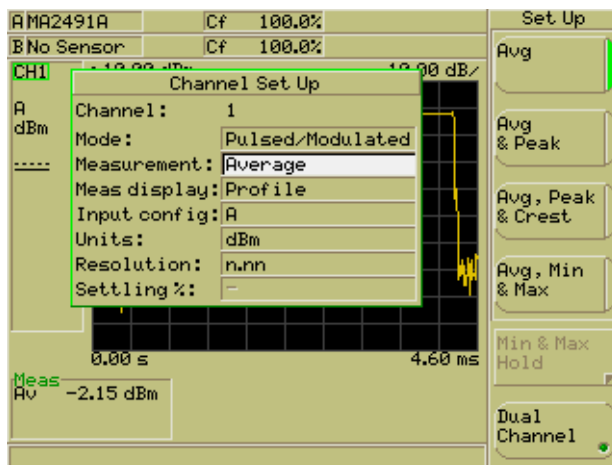 A MA2491A Cf 100.0% Set Up
B No Sensor Cf 100.0%
CH1 10.00 dB/
Channel Set Up
A
dBm
-----
Channel: 1
Mode: Pulsed/Modulated
Measurement: Average
Meas display: Profile
Input config: A
Units: dBm
Resolution: n.nn
Settling %: -
0.00 s 4.60 ms
Meas
Av -2.15 dBm
Avg
Avg
& Peak
Avg, Peak
& Crest
Avg, Min
& Max
Min & Max
Hold
Dual
Channel